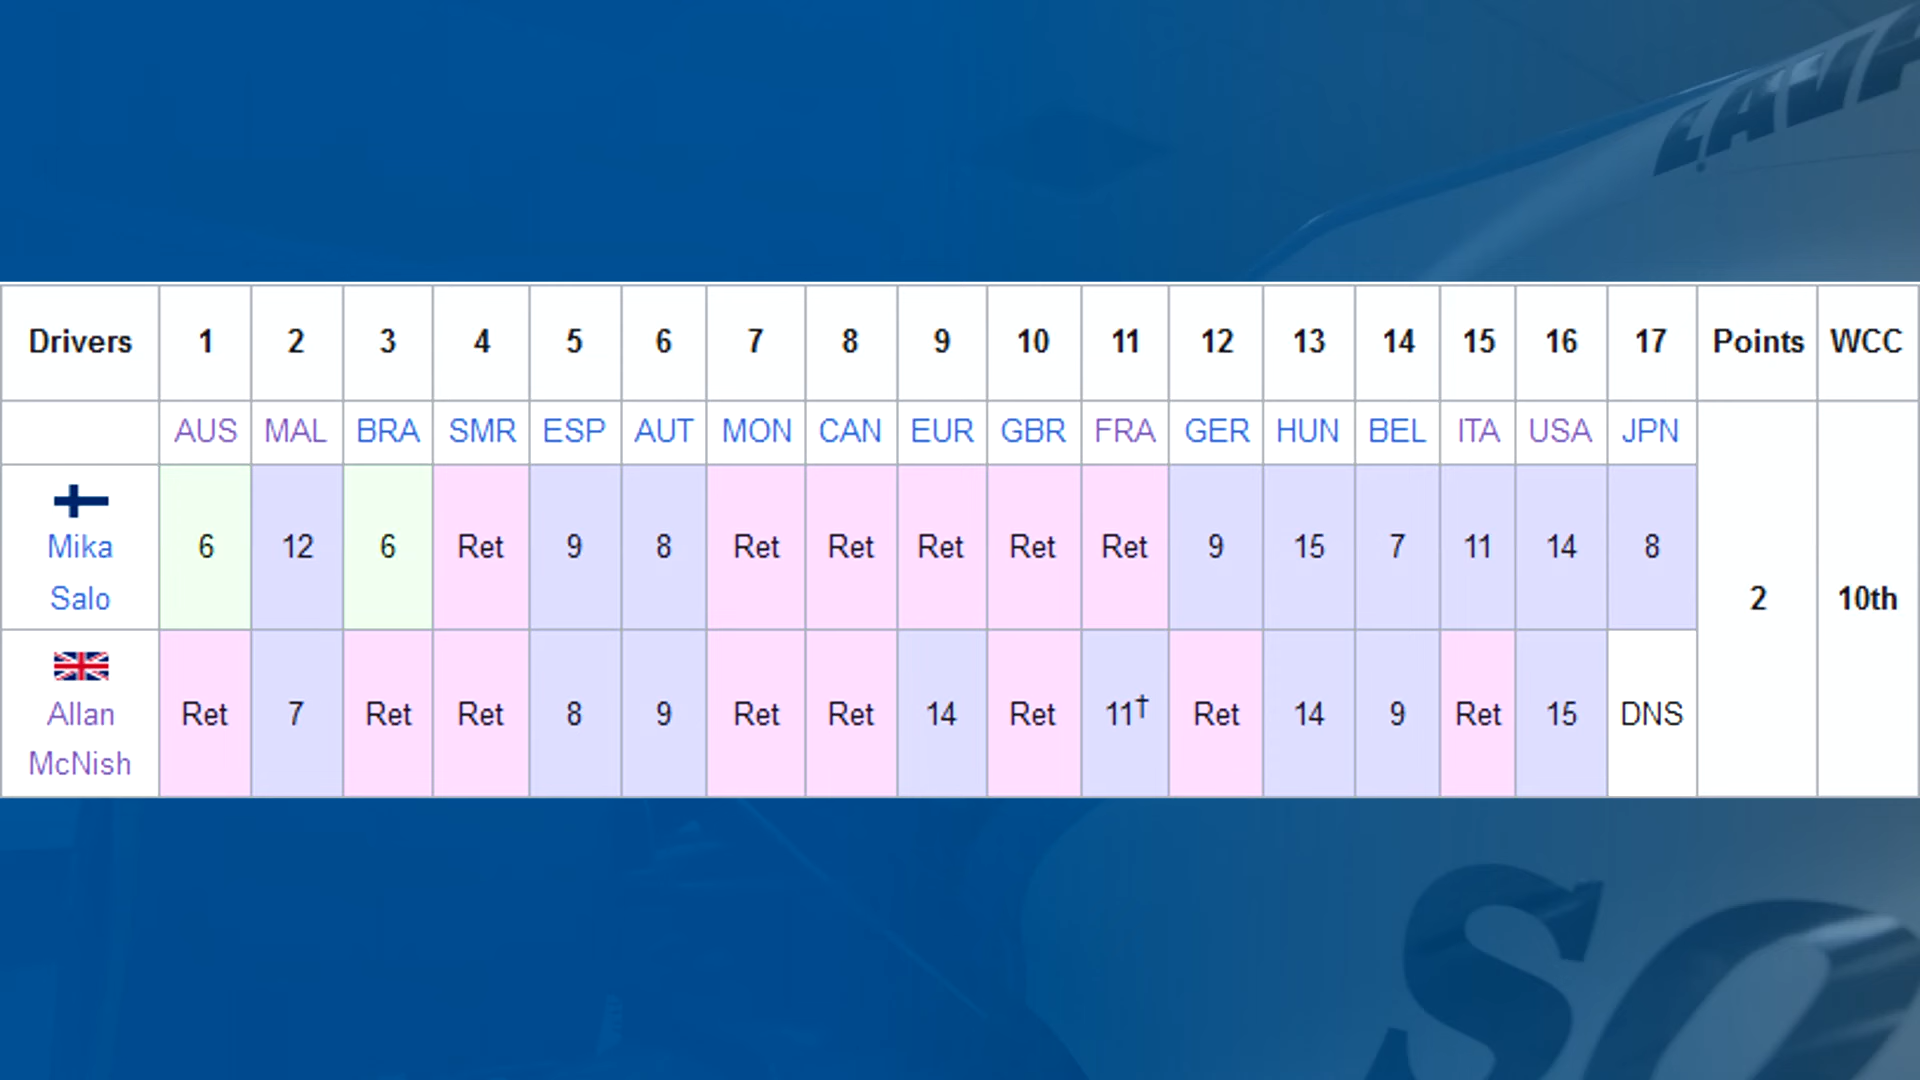 ZAVP
Drivers 1 2 3 4 5 6 7 8 9 10 11 12 13 14 15 16 17 Points WCC
AUS MAL BRA SMR ESP AUT MON CAN EUR GBR FRA GER HUN BEL ITA USA JPN
Mika Salo 6 12 6 Ret 9 8 Ret Ret Ret Ret Ret 9 15 7 11 14 8
2 10th
Allan McNish Ret 7 Ret Ret 8 9 Ret Ret 14 Ret 11† Ret 14 9 Ret 15 DNS
SO